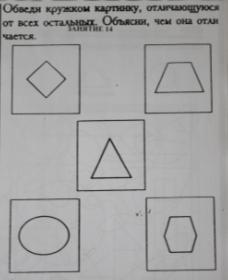 Обведи кружком картинку, отличающуюся
от всех остальных. Объясни, чем она отли
чается.
ЗАНЯТИЕ 14